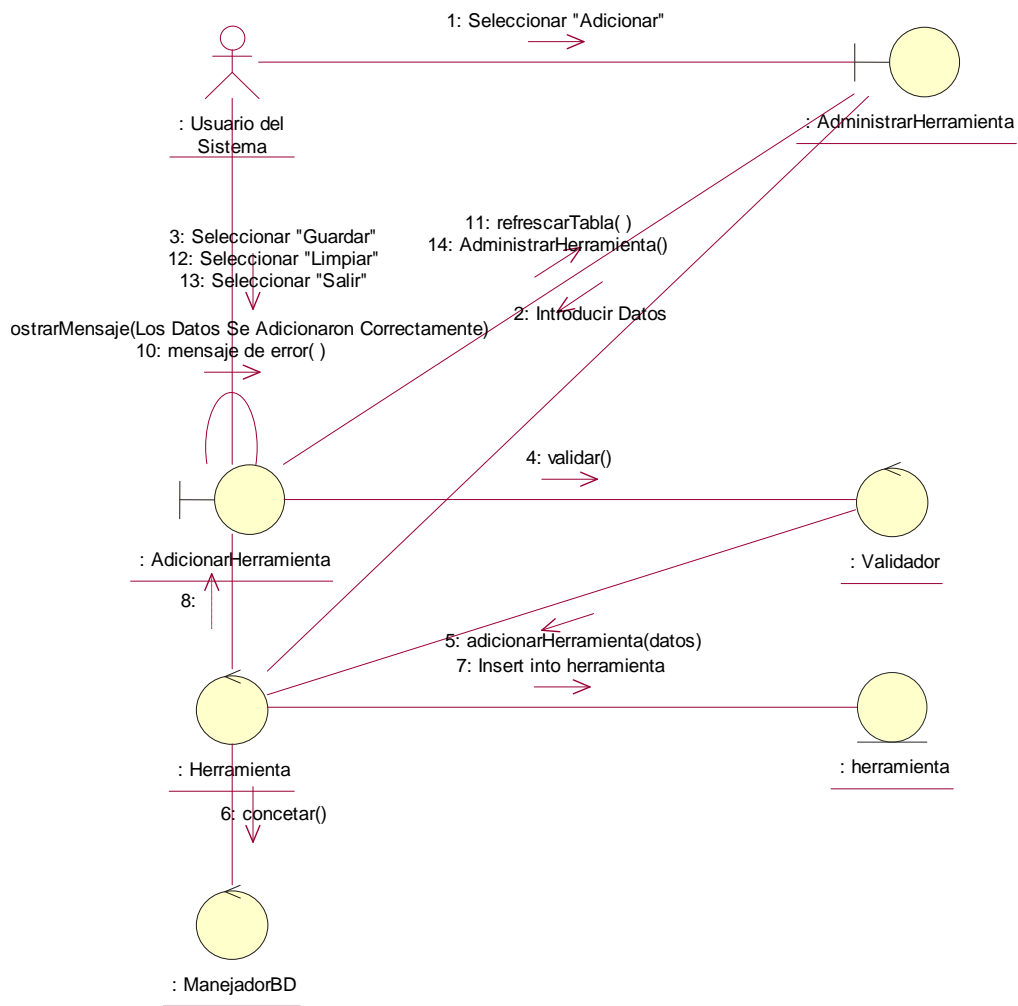 1: Seleccionar "Adicionar"
: Usuario del
Sistema
: AdministrarHerramienta
3: Seleccionar "Guardar"
12: Seleccionar "Limpiar"
13: Seleccionar "Salir"
11: refrescarTabla( )
14: AdministrarHerramienta()
2: Introducir Datos
ostrarMensaje(Los Datos Se Adicionaron Correctamente)
10: mensaje de error( )
4: validar()
: AdicionarHerramienta
: Validador
8:
5: adicionarHerramienta(datos)
7: Insert into herramienta
: Herramienta
: herramienta
6: concetar()
: ManejadorBD